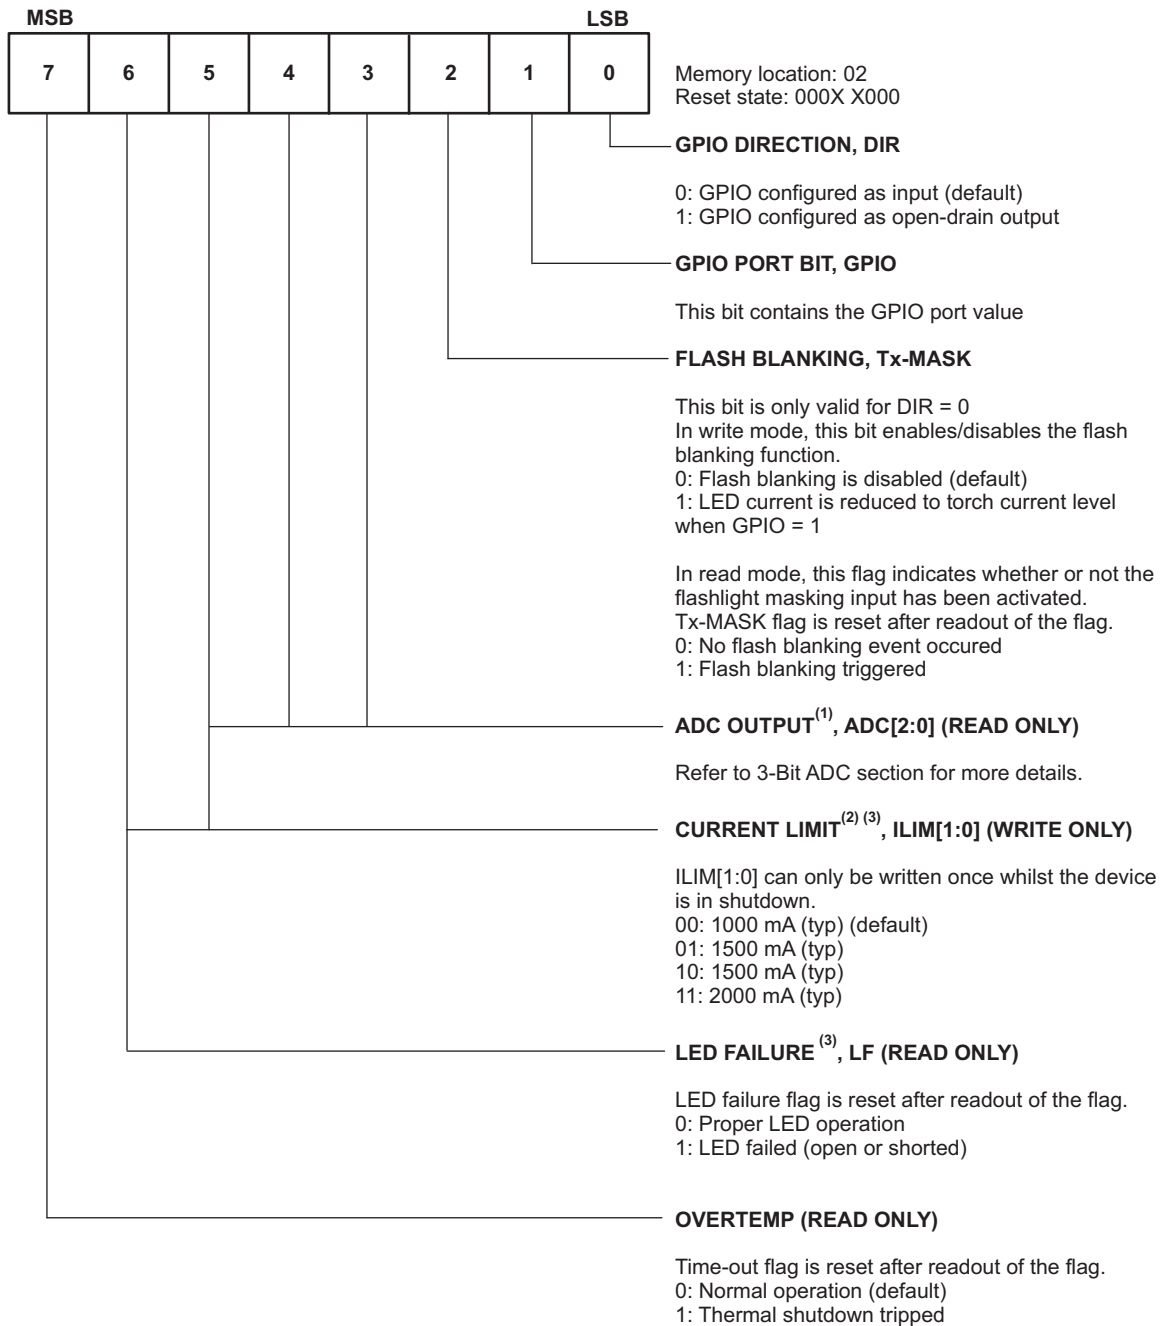 MSB LSB
7 6 5 4 3 2 1 0
Memory location: 02
Reset state: 000X X000
GPIO DIRECTION, DIR
0: GPIO configured as input (default)
1: GPIO configured as open-drain output
GPIO PORT BIT, GPIO
This bit contains the GPIO port value
FLASH BLANKING, Tx-MASK
This bit is only valid for DIR = 0
In write mode, this bit enables/disables the flash
blanking function.
0: Flash blanking is disabled (default)
1: LED current is reduced to torch current level
when GPIO = 1
In read mode, this flag indicates whether or not the
flashlight masking input has been activated.
Tx-MASK flag is reset after readout of the flag.
0: No flash blanking event occured
1: Flash blanking triggered
ADC OUTPUT(1), ADC[2:0] (READ ONLY)
Refer to 3-Bit ADC section for more details.
CURRENT LIMIT(2) (3), ILIM[1:0] (WRITE ONLY)
ILIM[1:0] can only be written once whilst the device
is in shutdown.
00: 1000 mA (typ) (default)
01: 1500 mA (typ)
10: 1500 mA (typ)
11: 2000 mA (typ)
LED FAILURE (3), LF (READ ONLY)
LED failure flag is reset after readout of the flag.
0: Proper LED operation
1: LED failed (open or shorted)
OVERTEMP (READ ONLY)
Time-out flag is reset after readout of the flag.
0: Normal operation (default)
1: Thermal shutdown tripped